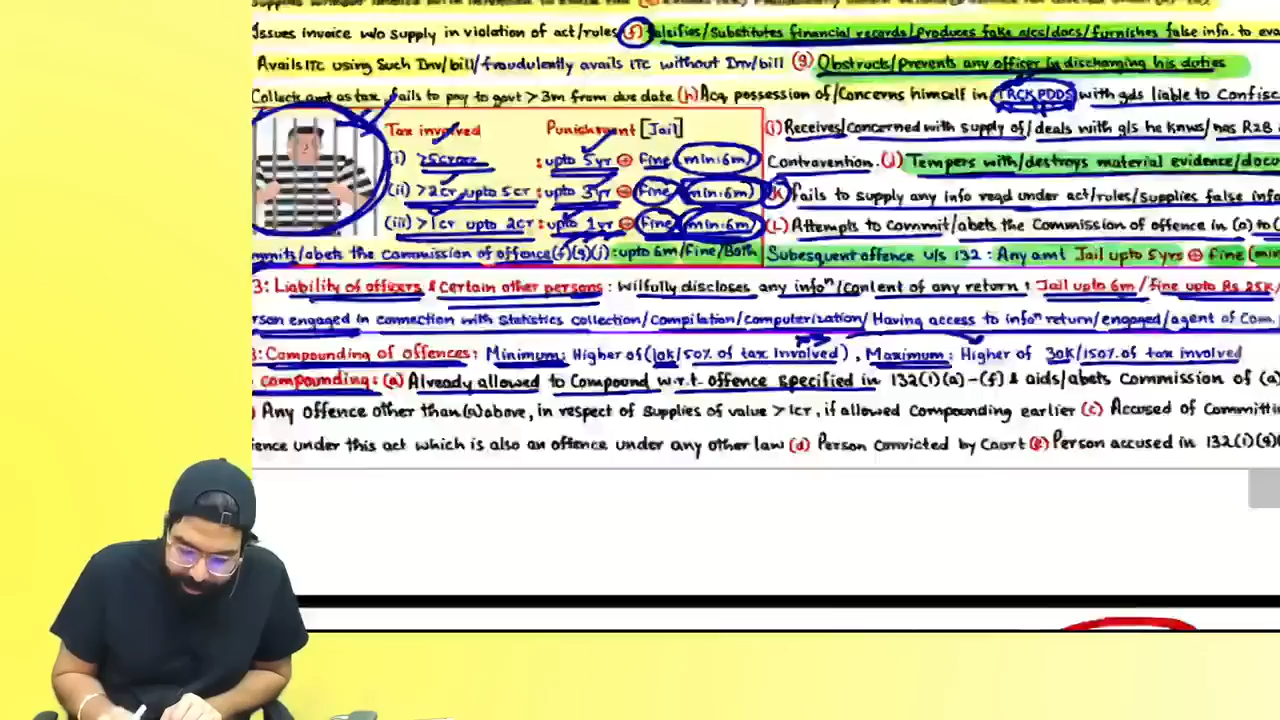 Issues invoice w/o supply in violation of act/rules (f) falsifies/substitutes financial records/produces fake a/cs/docs/furnishes false info. to eva
Avails ITC using Such Inv/bill/fraudulently avails ITC without Inv/bill (g) Obstructs/prevents any officer in discharging his duties
Collects amt as tax, fails to pay to govt >3m from due date (h) Acq possession of/Concerns himself in TRCK PDDS with gds liable to Confisc
Tax involved Punishment [Jail]
(i) >5crore : upto 5yr ⊕ Fine (min:6m)
(ii) >2cr upto 5cr : upto 3yr ⊕ Fine (min:6m)
(iii) >1cr upto 2cr : upto 1yr ⊕ Fine (min:6m)
mmits/abets the commission of offence (f)(g)(j) : upto 6m/Fine/Both
(i) Receives/concerned with supply of/deals with g/s he knws/has R2B
Contravention. (J) Tempers with/destroys material evidence/doco
(K) fails to supply any info reqd under act/rules/Supplies false info
(L) Attempts to commit/abets the Commission of offence in (a) to (
Subesquent offence u/s 132 : Any amt Jail upto 5yrs ⊕ fine (min
3: Liability of officers & Certain other persons : Wilfully discloses any infoⁿ/content of any return : Jail upto 6m/fine upto Rs 25K/
rson engaged in connection with Statistics collection/compilation/computerization/Having access to infoⁿ return/engaged/agent of Com.
8: Compounding of offences: Minimum: Higher of (10k/50% of tax Involved), Maximum: Higher of 30K/150% of tax involved
compounding: (a) Already allowed to Compound w.r.t. offence specified in 132(1)(a)-(f) & aids/abets Commission of (a)
) Any offence other than (a) above, in respect of Supplies of value >1cr, if allowed Compounding earlier (c) Accused of Committin
fence under this act which is also an offence under any other law (d) Person Convicted by Court (e) Person accused in 132(1)(g)(